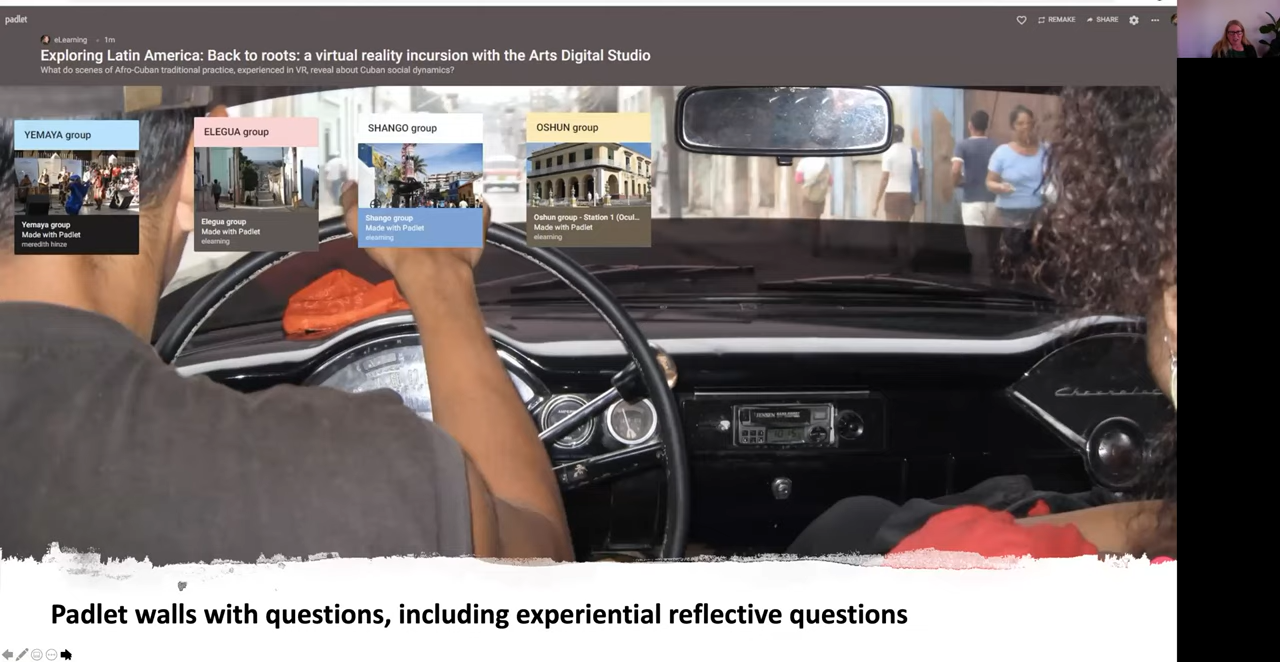 padlet
REMAKE
SHARE
eLearning · 1m
Exploring Latin America: Back to roots: a virtual reality incursion with the Arts Digital Studio
What do scenes of Afro-Cuban traditional practice, experienced in VR, reveal about Cuban social dynamics?
YEMAYA group
Yemaya group
Made with Padlet
meredith hinze
ELEGUA group
Elegua group
Made with Padlet
elearning
SHANGO group
Shango group
Made with Padlet
elearning
OSHUN group
Oshun group - Station 1 (Ocul...
Made with Padlet
elearning
Chevrolet
Padlet walls with questions, including experiential reflective questions